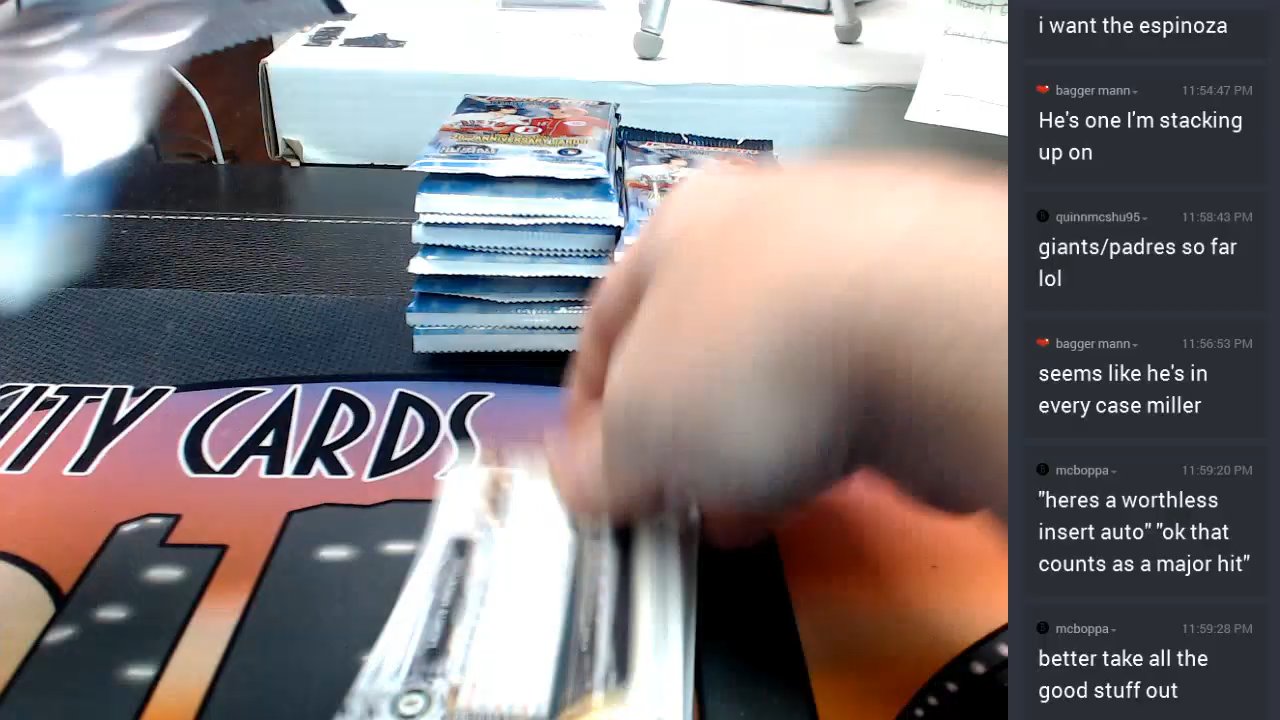 ITY CARDS
ANNIVERSARY
i want the espinoza
bagger mann 11:54:47 PM
He's one I'm stacking
up on
quinnmcshu95 11:58:43 PM
giants/padres so far
lol
bagger mann 11:56:53 PM
seems like he's in
every case miller
mcboppa 11:59:20 PM
"heres a worthless
insert auto" "ok that
counts as a major hit"
mcboppa 11:59:28 PM
better take all the
good stuff out